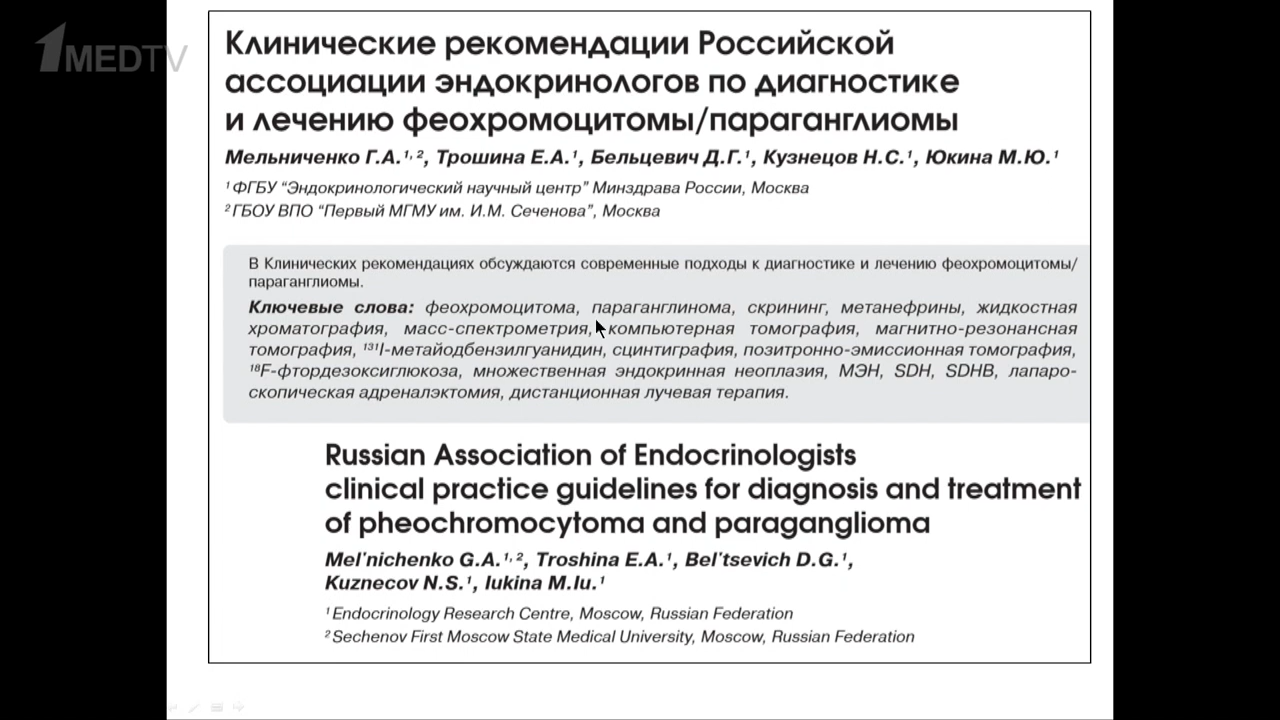 1MEDTV
Клинические рекомендации Российской
ассоциации эндокринологов по диагностике
и лечению феохромоцитомы/параганглиомы
Мельниченко Г.А.¹˒ ², Трошина Е.А.¹, Бельцевич Д.Г.¹, Кузнецов Н.С.¹, Юкина М.Ю.¹
¹ ФГБУ “Эндокринологический научный центр” Минздрава России, Москва
² ГБОУ ВПО “Первый МГМУ им. И.М. Сеченова”, Москва
В Клинических рекомендациях обсуждаются современные подходы к диагностике и лечению феохромоцитомы/
параганглиомы.
Ключевые слова: феохромоцитома, параганглинома, скрининг, метанефрины, жидкостная
хроматография, масс-спектрометрия, компьютерная томография, магнитно-резонансная
томография, ¹³¹I-метайодбензилгуанидин, сцинтиграфия, позитронно-эмиссионная томография,
¹⁸F-фтордезоксиглюкоза, множественная эндокринная неоплазия, МЭН, SDH, SDHB, лапаро-
скопическая адреналэктомия, дистанционная лучевая терапия.
Russian Association of Endocrinologists
clinical practice guidelines for diagnosis and treatment
of pheochromocytoma and paraganglioma
Mel'nichenko G.A.¹˒ ², Troshina E.A.¹, Bel'tsevich D.G.¹,
Kuznecov N.S.¹, Iukina M.Iu.¹
¹ Endocrinology Research Centre, Moscow, Russian Federation
² Sechenov First Moscow State Medical University, Moscow, Russian Federation